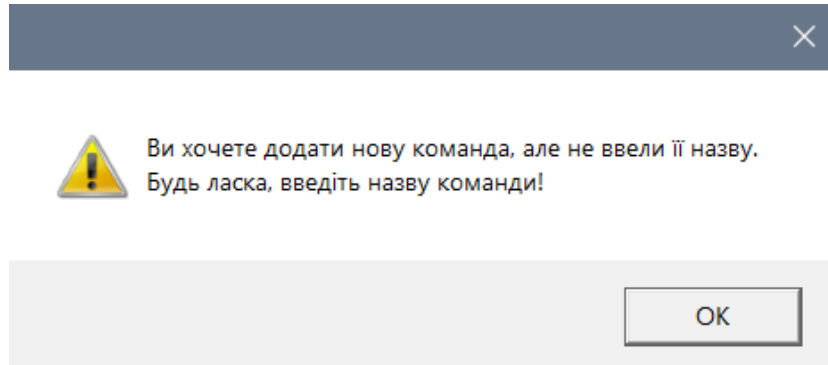 Ви хочете додати нову команда, але не ввели її назву.
Будь ласка, введіть назву команди!
OK